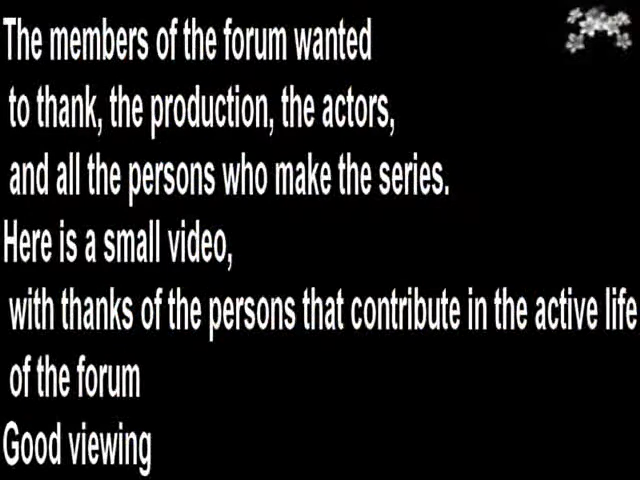 The members of the forum wanted
to thank, the production, the actors,
and all the persons who make the series.
Here is a small video,
with thanks of the persons that contribute in the active life
of the forum
Good viewing